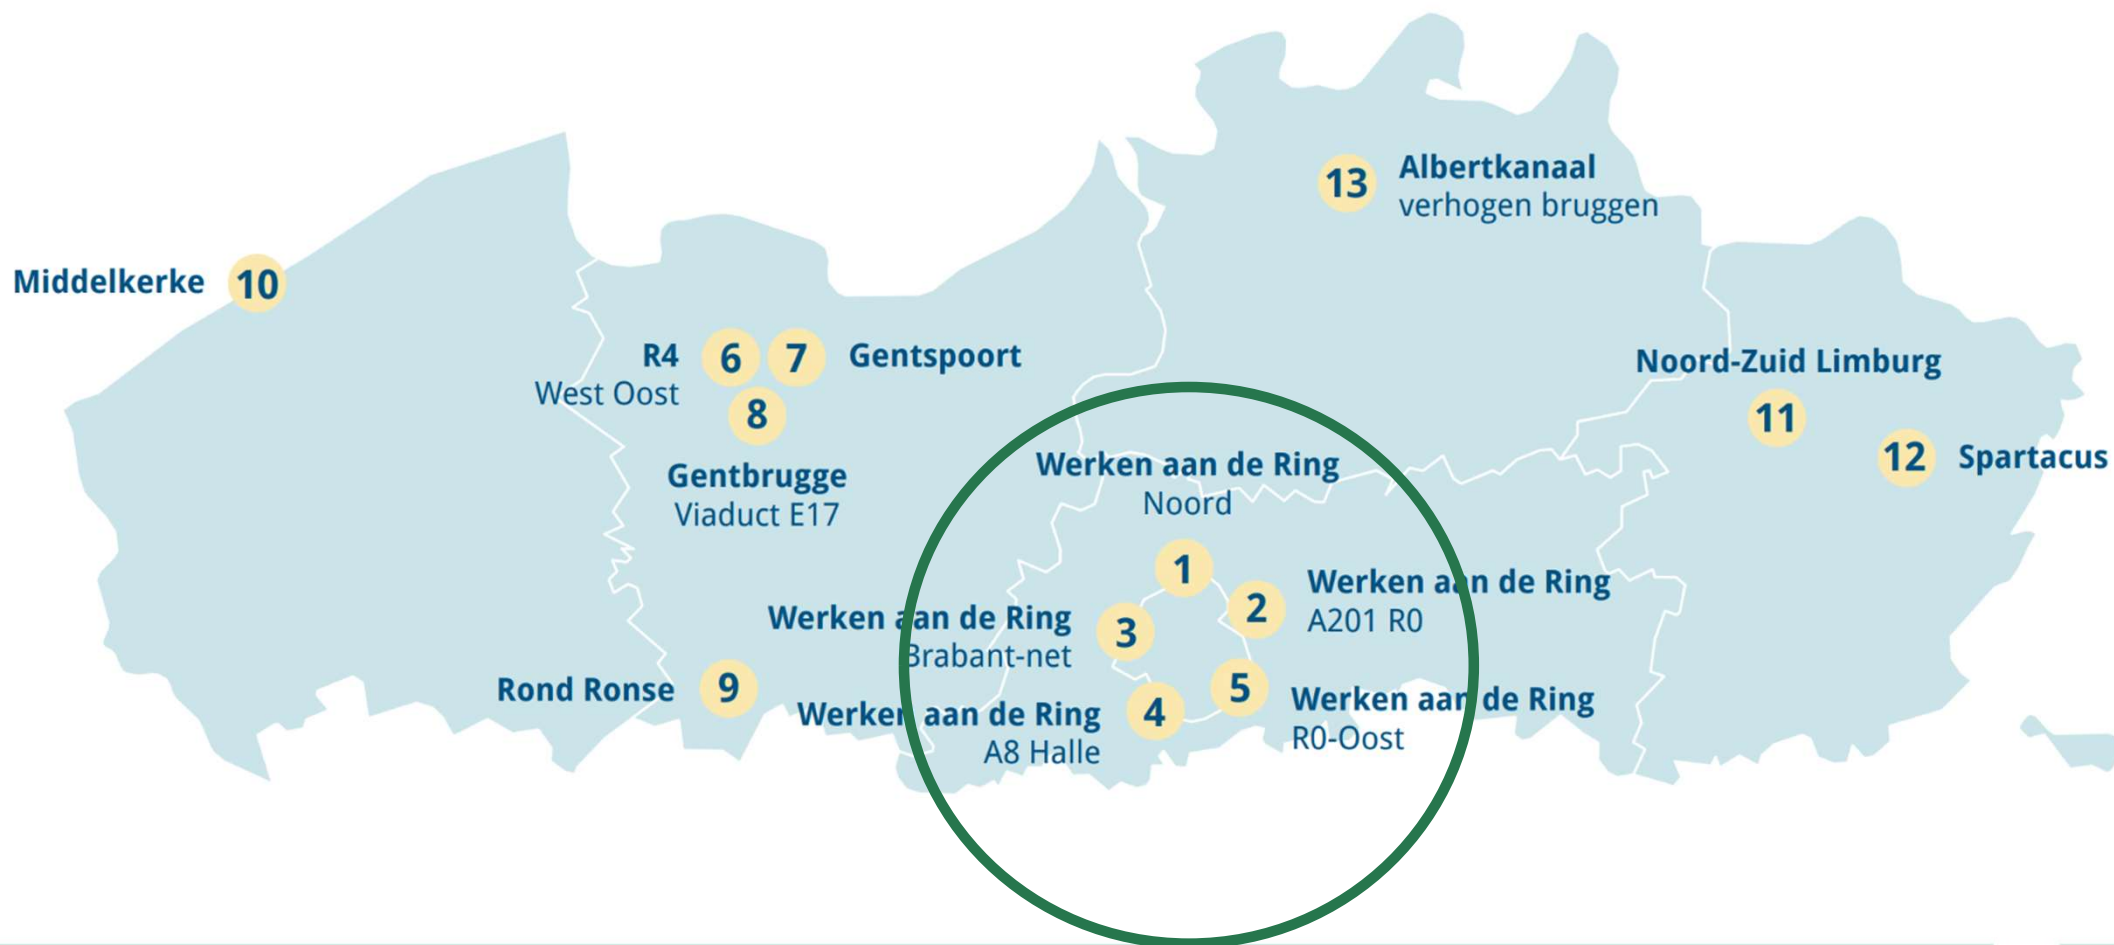 13
Albertkanaal
verhogen bruggen
Middelkerke
10
R4
West Oost
6
7
Gentspoort
8
Gentbrugge
Viaduct E17
Noord-Zuid Limburg
11
12
Spartacus
Werken aan de Ring
Noord
1
2
Werken aan de Ring
A201 R0
Werken aan de Ring
Brabant-net
3
Rond Ronse
9
Werken aan de Ring
A8 Halle
4
5
Werken aan de Ring
R0-Oost